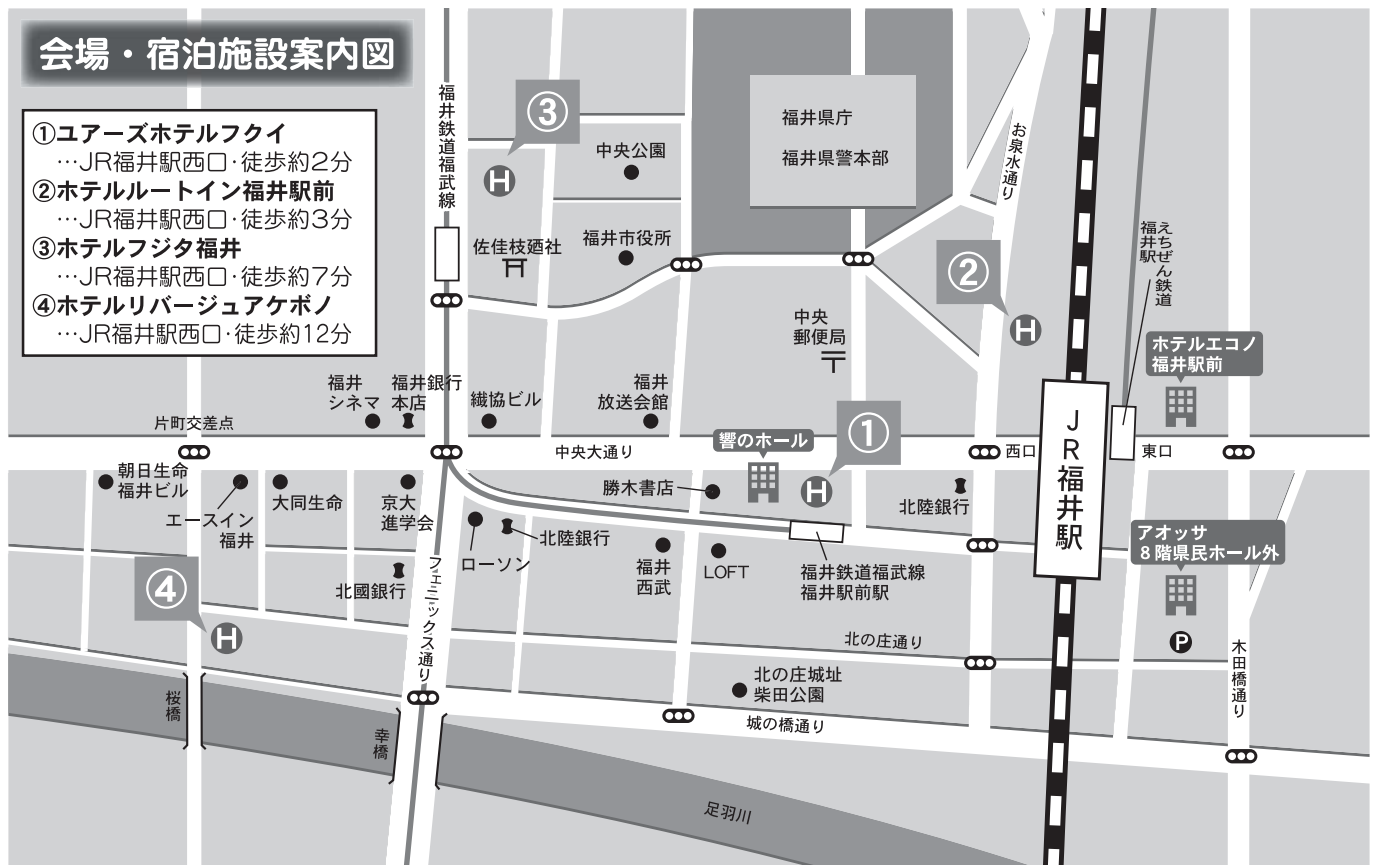 会場・宿泊施設案内図
①ユアーズホテルフクイ
…JR福井駅西口・徒歩約2分
②ホテルルートイン福井駅前
…JR福井駅西口・徒歩約3分
③ホテルフジタ福井
…JR福井駅西口・徒歩約7分
④ホテルリバージュアケボノ
…JR福井駅西口・徒歩約12分
福井鉄道福武線
③
H
中央公園
福井県庁
福井県警本部
お泉水通り
佐佳枝廼社
福井市役所
②
H
えちぜん鉄道
福井駅
中央
郵便局
〒
ホテルエコノ
福井駅前
福井
シネマ
福井銀行
本店
繊協ビル
福井
放送会館
片町交差点
中央大通り
響のホール
①
H
西口
JR福井駅
東口
朝日生命
福井ビル
エースイン
福井
大同生命
京大
進学会
勝木書店
北陸銀行
ローソン
北陸銀行
福井
西武
LOFT
福井鉄道福武線
福井駅前駅
アオッサ
8階県民ホール外
P
④
H
北國銀行
フェニックス通り
北の庄通り
木田橋通り
北の庄城址
柴田公園
城の橋通り
桜橋
幸橋
足羽川